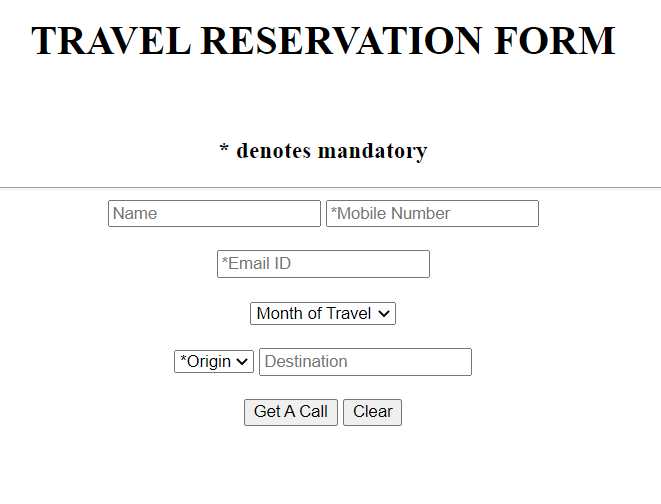 TRAVEL RESERVATION FORM
* denotes mandatory
Name *Mobile Number
*Email ID
Month of Travel
*Origin Destination
Get A Call Clear